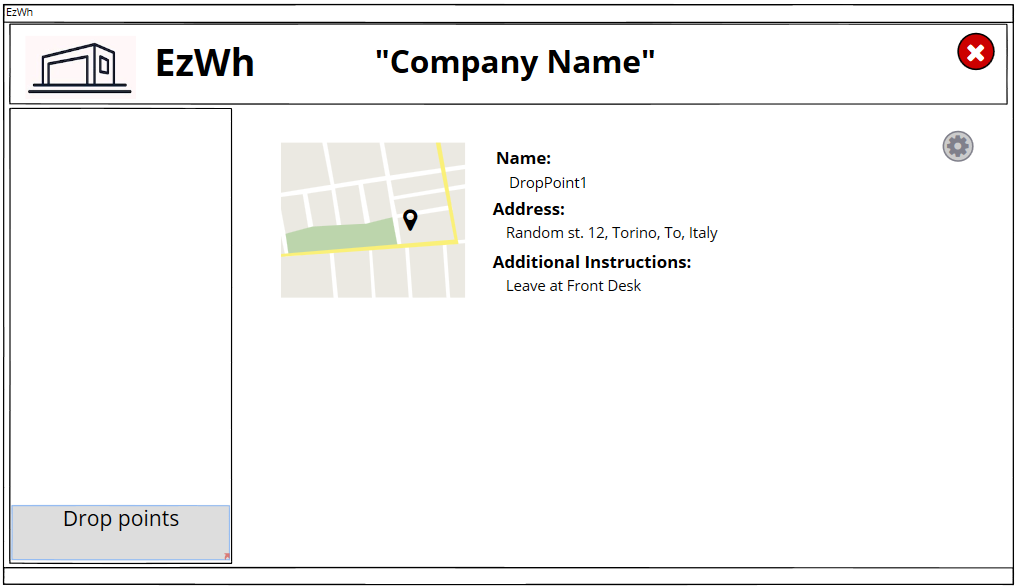 EzWh
EzWh
"Company Name"
Name:
DropPoint1
Address:
Random st. 12, Torino, To, Italy
Additional Instructions:
Leave at Front Desk
Drop points